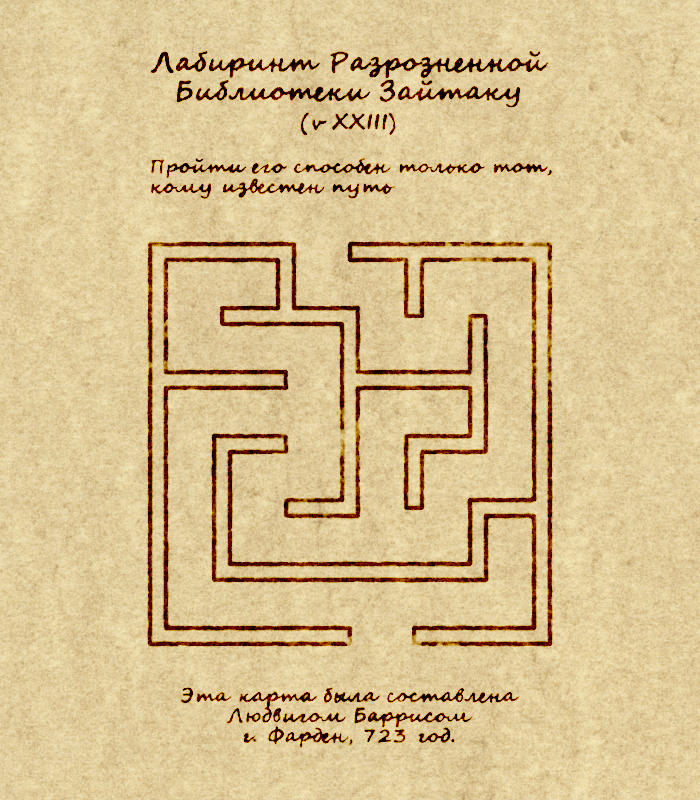 Лабиринт Разрозненной
Библиотеки Зайтаку
(v XXIII)
Пройти его способен только тот,
кому известен путь
Эта карта была составлена
Людвигом Баррисом
г. Фарден, 723 год.